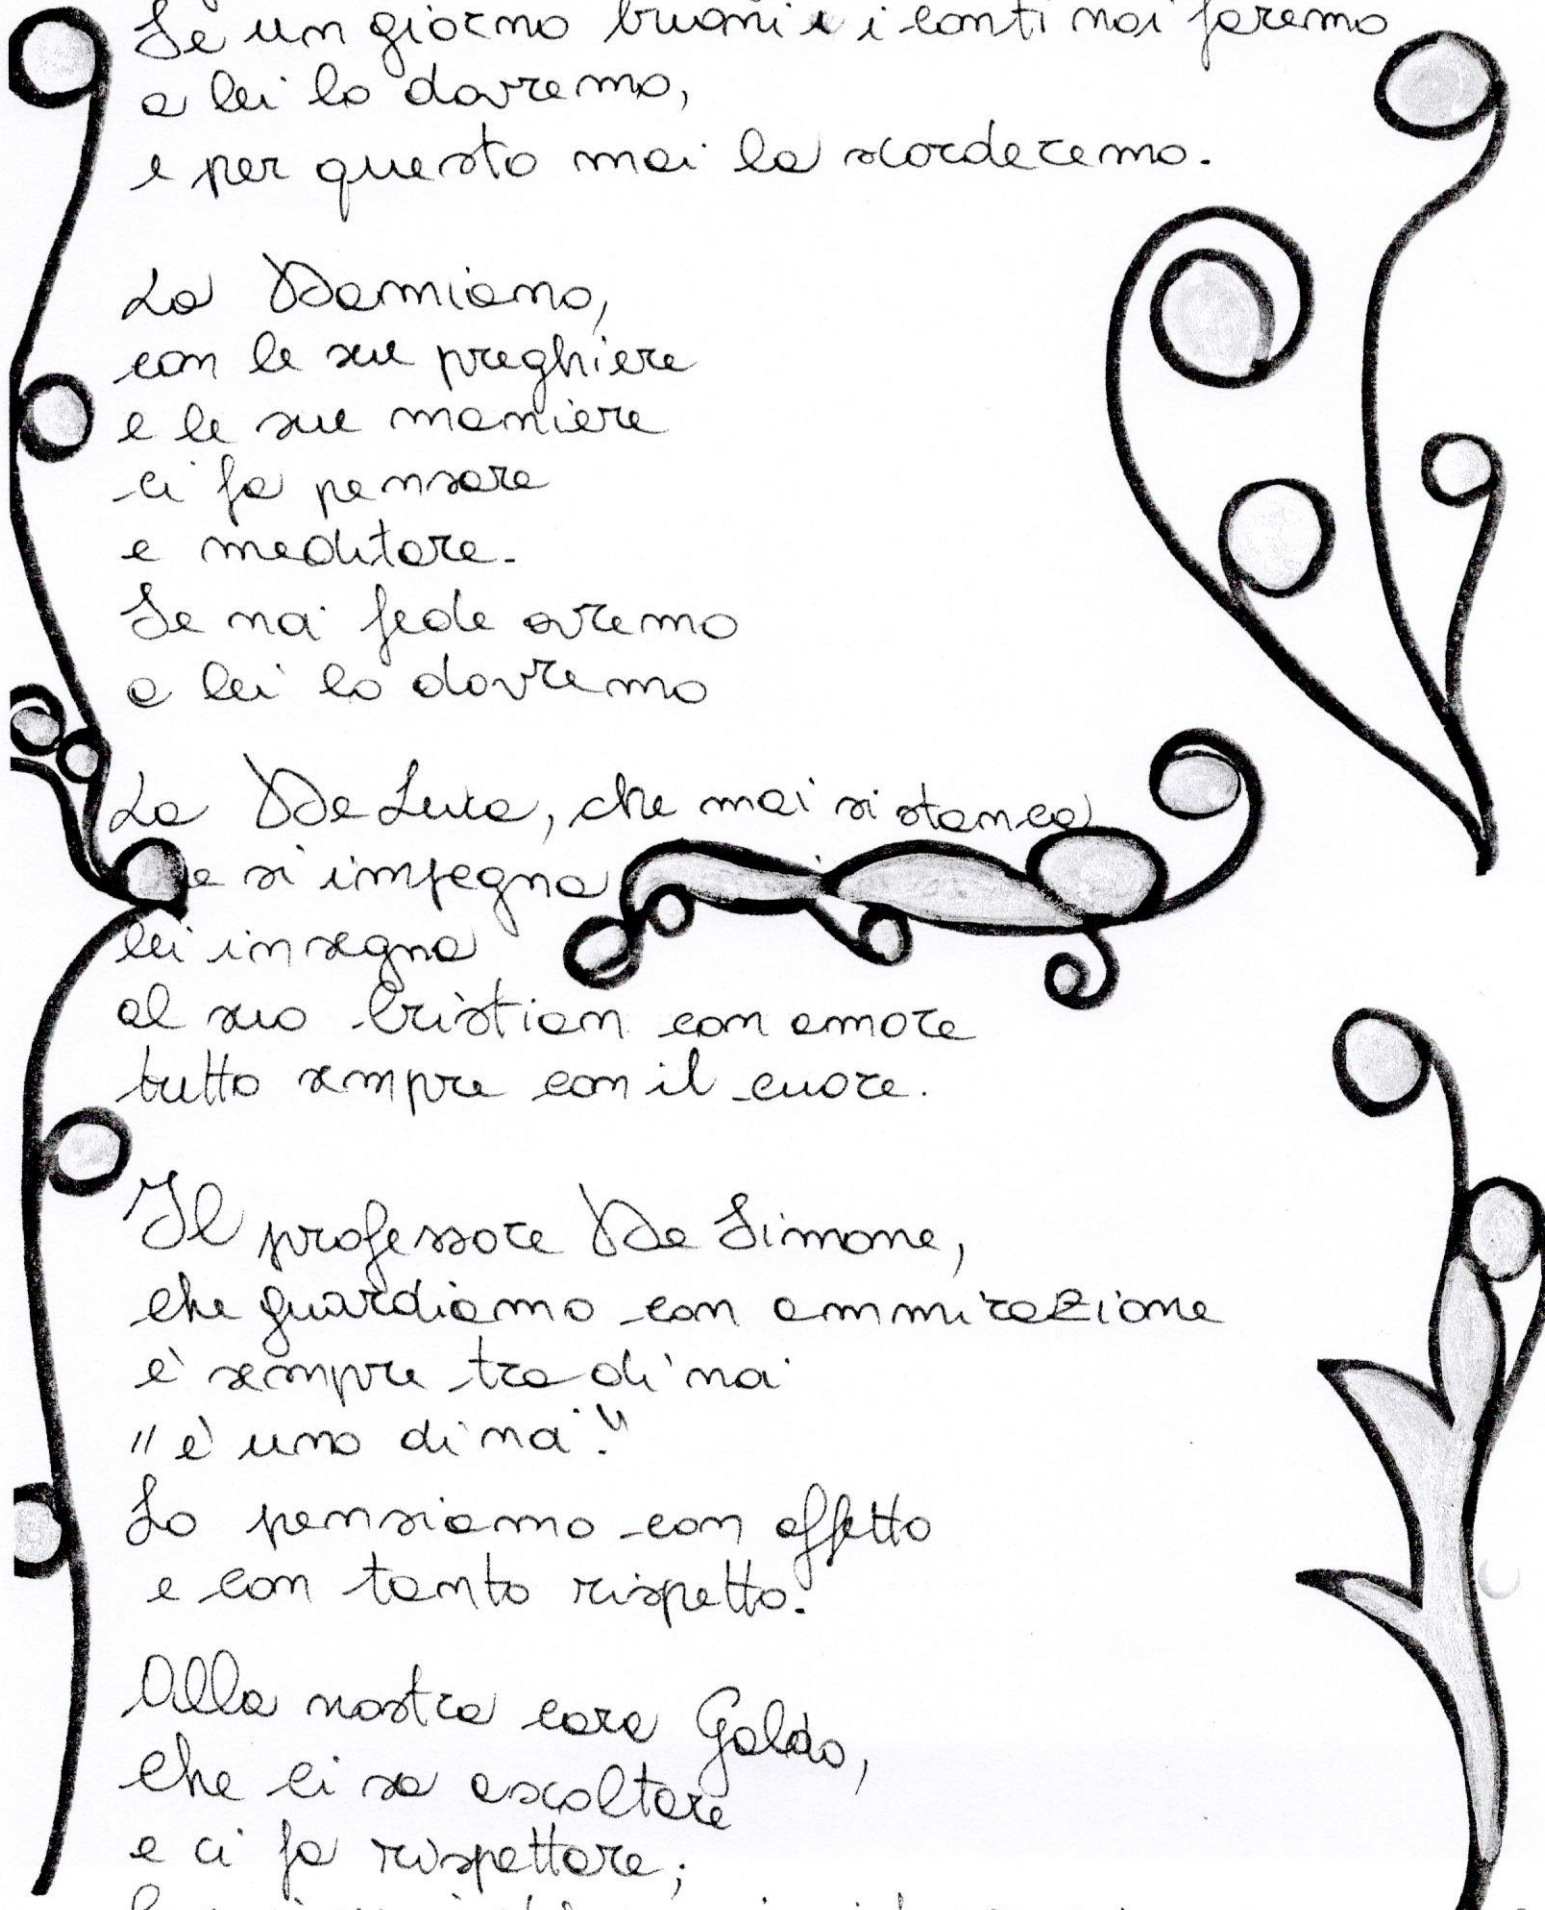 Se un giorno buoni i conti noi faremo
a lei lo dovremo,
e per questo mai la scorderemo.
La Damiano,
con le sue preghiere
e le sue maniere
ci fa pensare
e meditare.
Se noi fede avremo
a lei lo dovremo
La De Luca, che mai si stanca
e si impegna
lei insegna
al suo Cristian con amore
tutto sempre con il cuore.
Il professore De Simone,
che guardiamo con ammirazione
è sempre tra di noi
"è uno di noi."
Lo pensiamo con affetto
e con tanto rispetto.
Alla nostra cara Galdo,
che ci sa ascoltare
e ci fa rispettare;